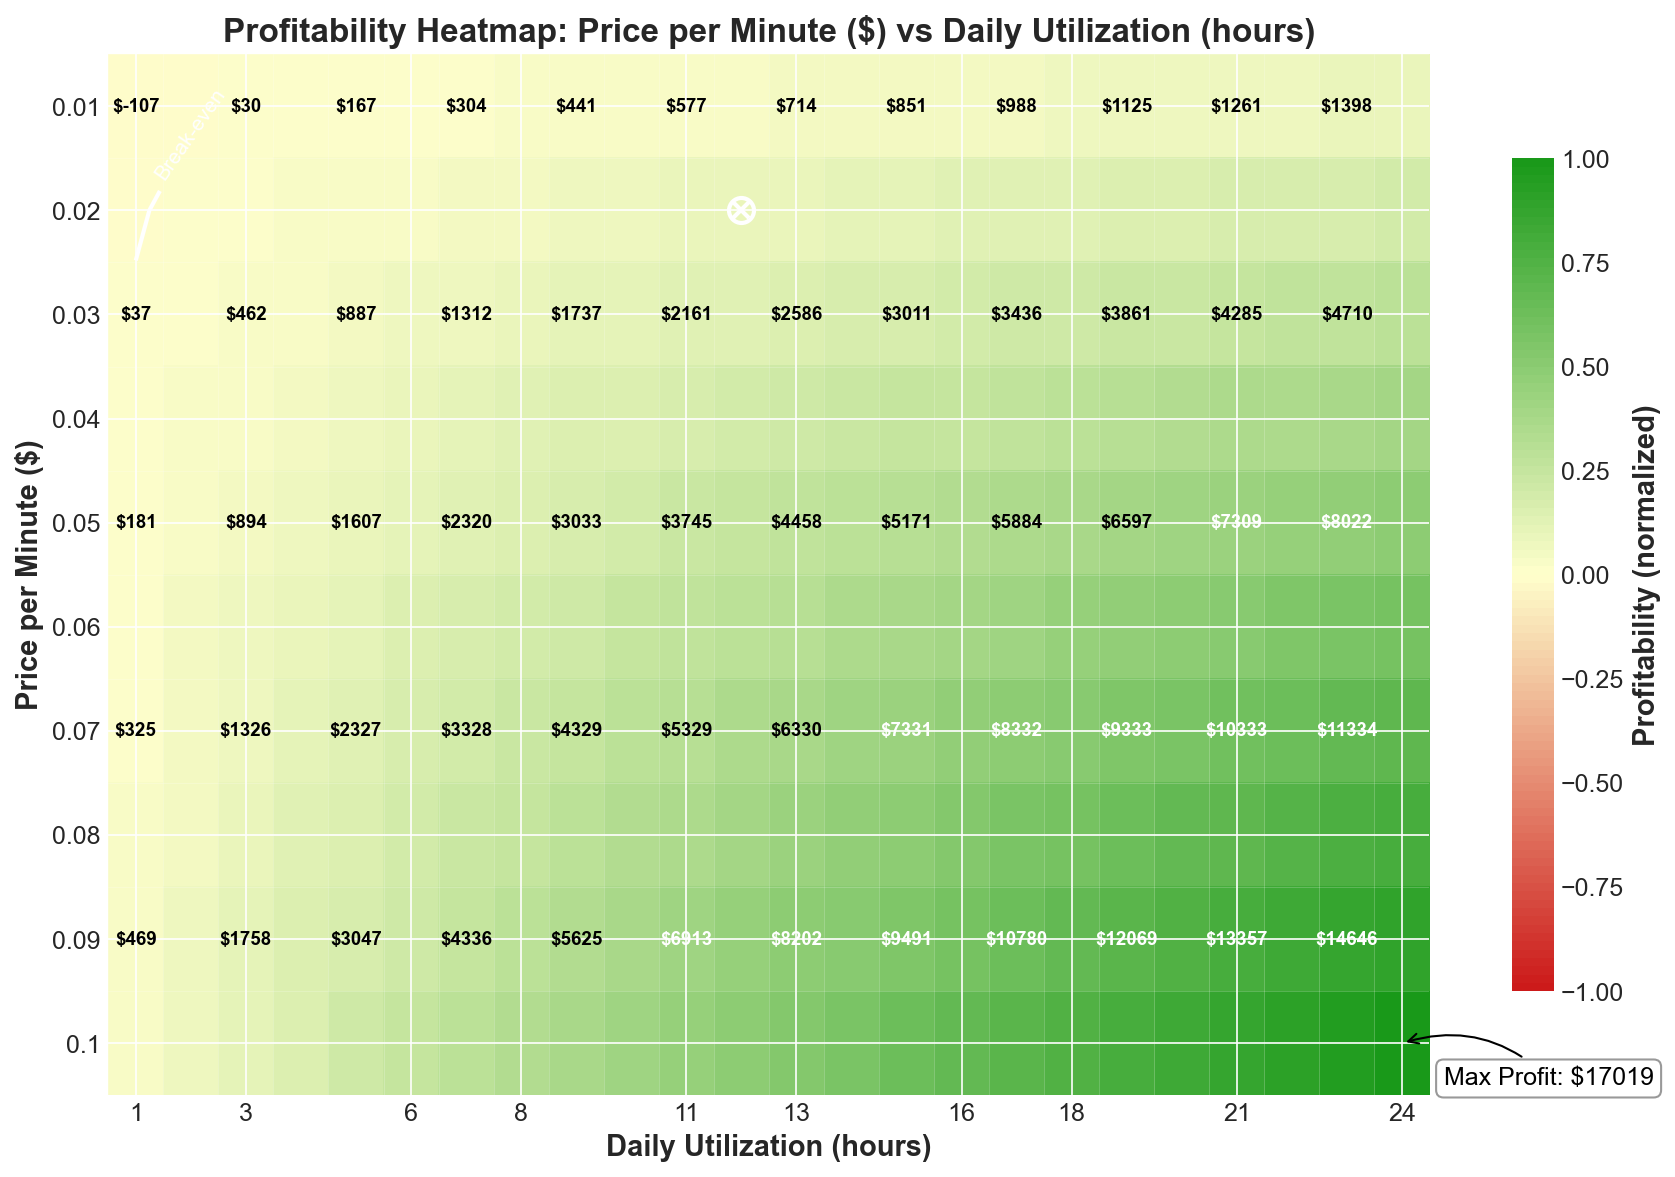 Profitability Heatmap: Price per Minute ($) vs Daily Utilization (hours)
0.01 $-107 $30 $167 $304 $441 $577 $714 $851 $988 $1125 $1261 $1398
Break-even
0.02
0.03 $37 $462 $887 $1312 $1737 $2161 $2586 $3011 $3436 $3861 $4285 $4710
0.04
0.05 $181 $894 $1607 $2320 $3033 $3745 $4458 $5171 $5884 $6597 $7309 $8022
0.06
0.07 $325 $1326 $2327 $3328 $4329 $5329 $6330 $7331 $8332 $9333 $10333 $11334
0.08
0.09 $469 $1758 $3047 $4336 $5625 $6913 $8202 $9491 $10780 $12069 $13357 $14646
0.1
Price per Minute ($)
1 3 6 8 11 13 16 18 21 24
Daily Utilization (hours)
1.00
0.75
0.50
0.25
0.00
−0.25
−0.50
−0.75
−1.00
Profitability (normalized)
Max Profit: $17019